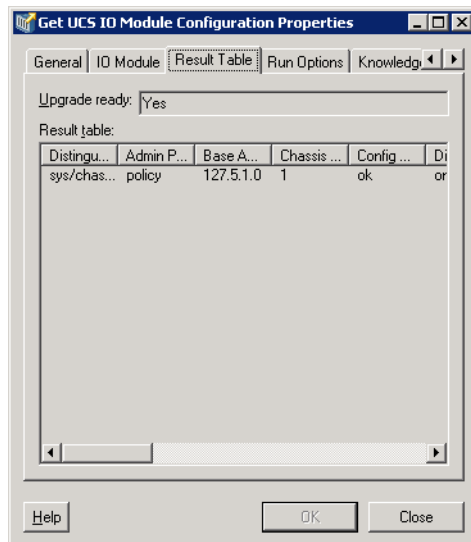 Get UCS IO Module Configuration Properties
General IO Module Result Table Run Options Knowledg
Upgrade ready: Yes
Result table:
Distingu... Admin P... Base A... Chassis ... Config ... Di
sys/chas... policy 127.5.1.0 1 ok or
Help OK Close